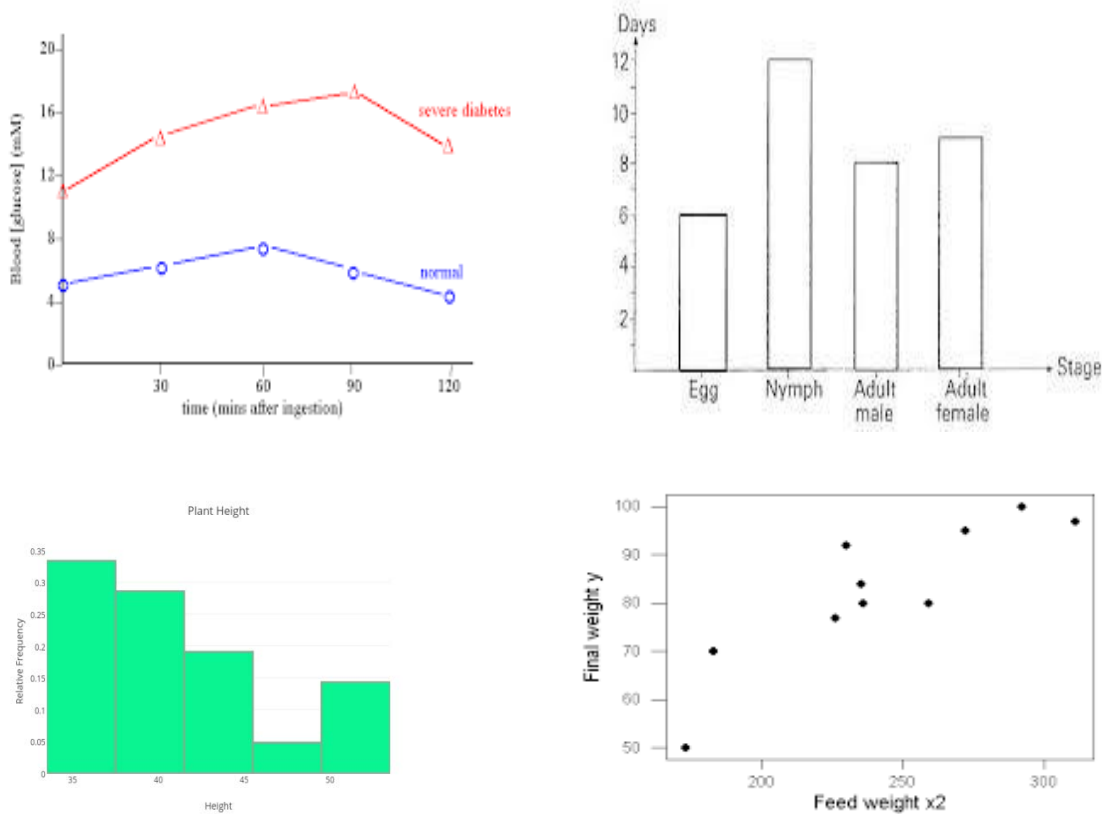 20
16
12
8
4
0
Blood [glucose] (mM)
severe diabetes
normal
30 60 90 120
time (mins after ingestion)
Days
12
10
8
6
4
2
Stage
Egg Nymph Adult male Adult female
Plant Height
0.35
0.3
0.25
0.2
0.15
0.1
0.05
0
Relative Frequency
35 40 45 50
Height
100
90
80
70
60
50
Final weight y
200 250 300
Feed weight x2